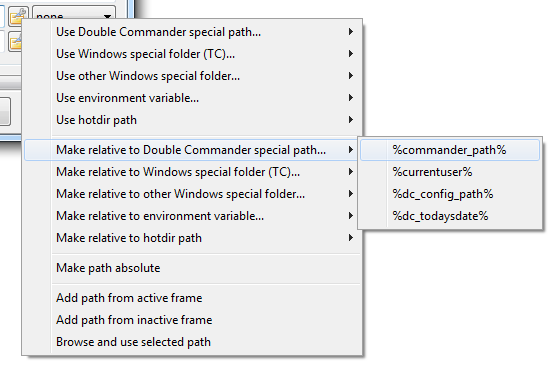 none
Use Double Commander special path...
Use Windows special folder (TC)...
Use other Windows special folder...
Use environment variable...
Use hotdir path
Make relative to Double Commander special path...
%commander_path%
Make relative to Windows special folder (TC)...
%currentuser%
Make relative to other Windows special folder...
%dc_config_path%
Make relative to environment variable...
%dc_todaysdate%
Make relative to hotdir path
Make path absolute
Add path from active frame
Add path from inactive frame
Browse and use selected path